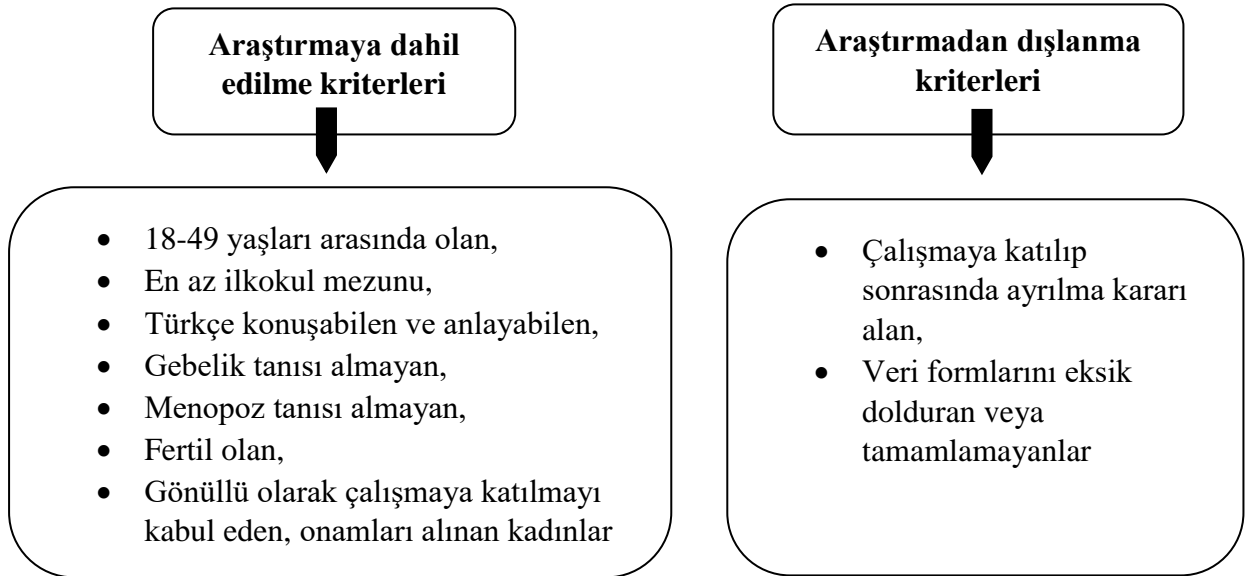 Araştırmaya dahil
edilme kriterleri
• 18-49 yaşları arasında olan,
• En az ilkokul mezunu,
• Türkçe konuşabilen ve anlayabilen,
• Gebelik tanısı almayan,
• Menopoz tanısı almayan,
• Fertil olan,
• Gönüllü olarak çalışmaya katılmayı
kabul eden, onamları alınan kadınlar
Araştırmadan dışlanma
kriterleri
• Çalışmaya katılıp
sonrasında ayrılma kararı
alan,
• Veri formlarını eksik
dolduran veya
tamamlamayanlar